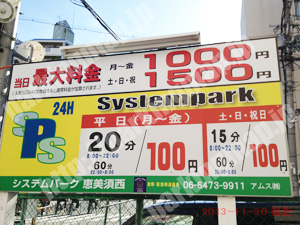 当日 最大料金 月～金 1000円
土・日・祝 1500円
24H Systempark
SPS
平日(月～金) 土・日・祝日
20分 8:00～22:00 /100円
60分 22:00～8:00
15分 8:00～22:00 /100円
60分 22:00～8:00
システムパーク 恵美須西
06-6473-9911 アムス㈱
2013-11-30